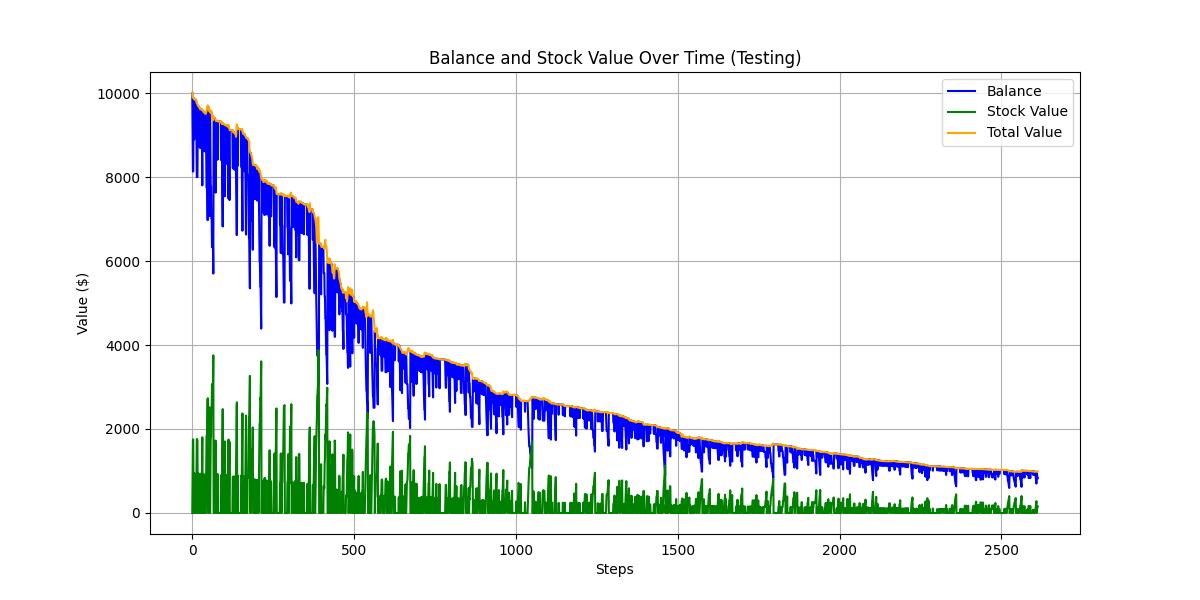 Balance and Stock Value Over Time (Testing)
Balance
Stock Value
Total Value
Value ($)
10000
8000
6000
4000
2000
0
0 500 1000 1500 2000 2500
Steps